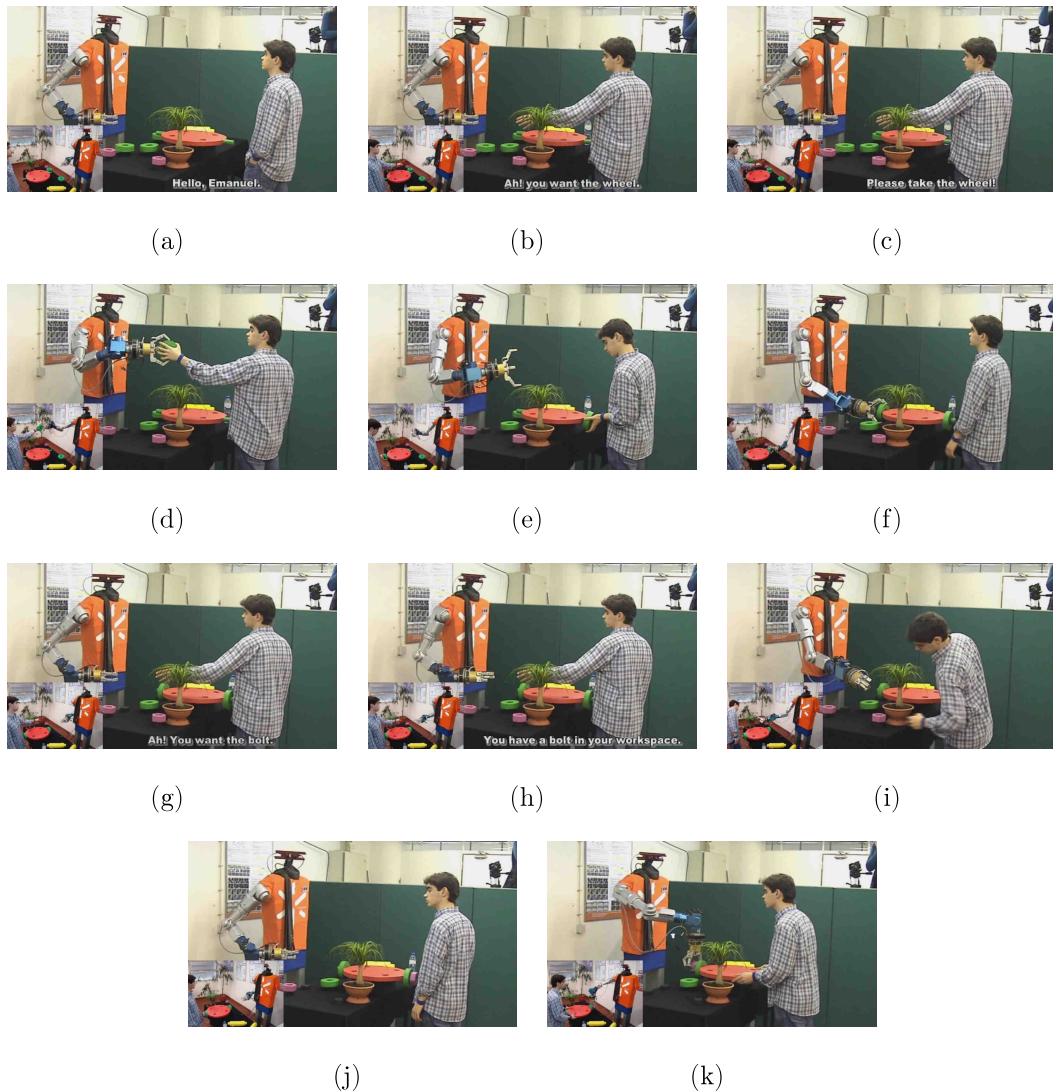 Hello, Emanuel.
Ah! you want the wheel.
Please take the wheel!
(a)
(b)
(c)
(d)
(e)
(f)
Ah! You want the bolt.
You have a bolt in your workspace.
(g)
(h)
(i)
(j)
(k)